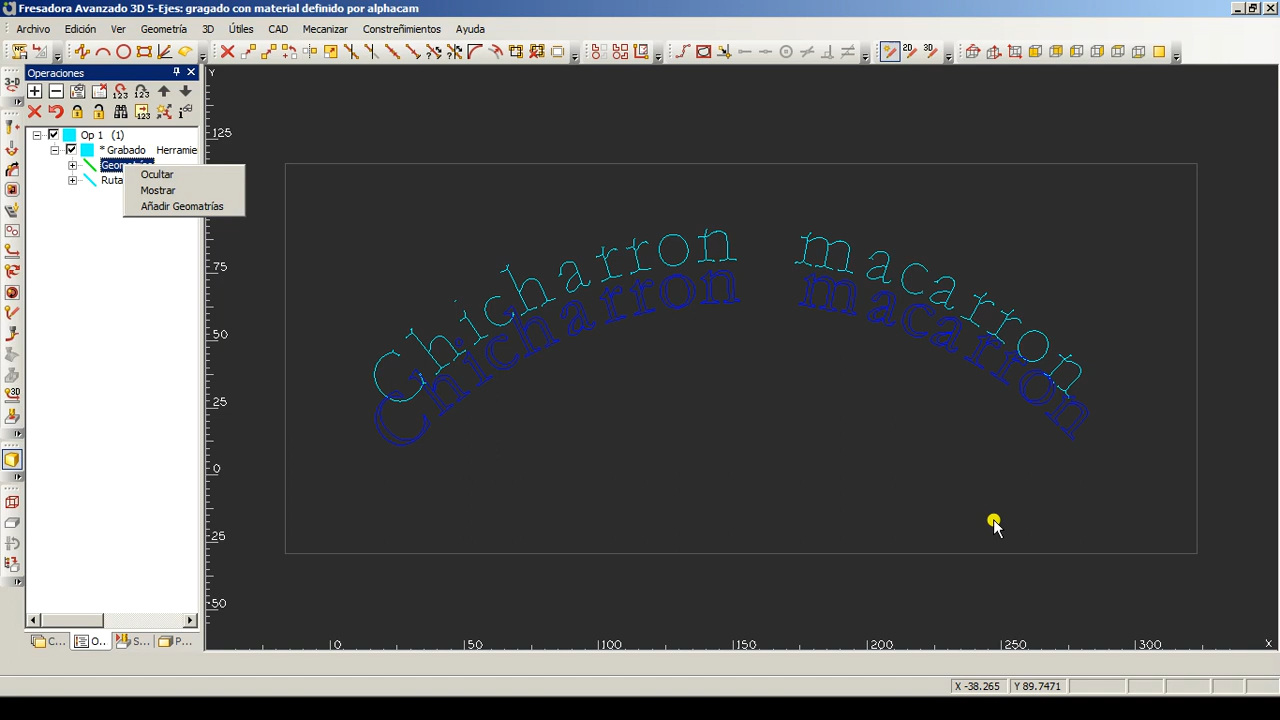 Fresadora Avanzado 3D 5-Ejes: gragado con material definido por alphacam
Archivo Edición Ver Geometría 3D Útiles CAD Mecanizar Constreñimientos Ayuda
Operaciones
Op 1 (1)
* Grabado Herramie
Ruta
Ocultar
Mostrar
Añadir Geometrías
Y
125
75
50
25
0
25
-50
0 50 100 150 200 250 300 X
Chicharron macarron
Chicharron macarron
C... O.. S... P...
X -38.265 Y 89.7471